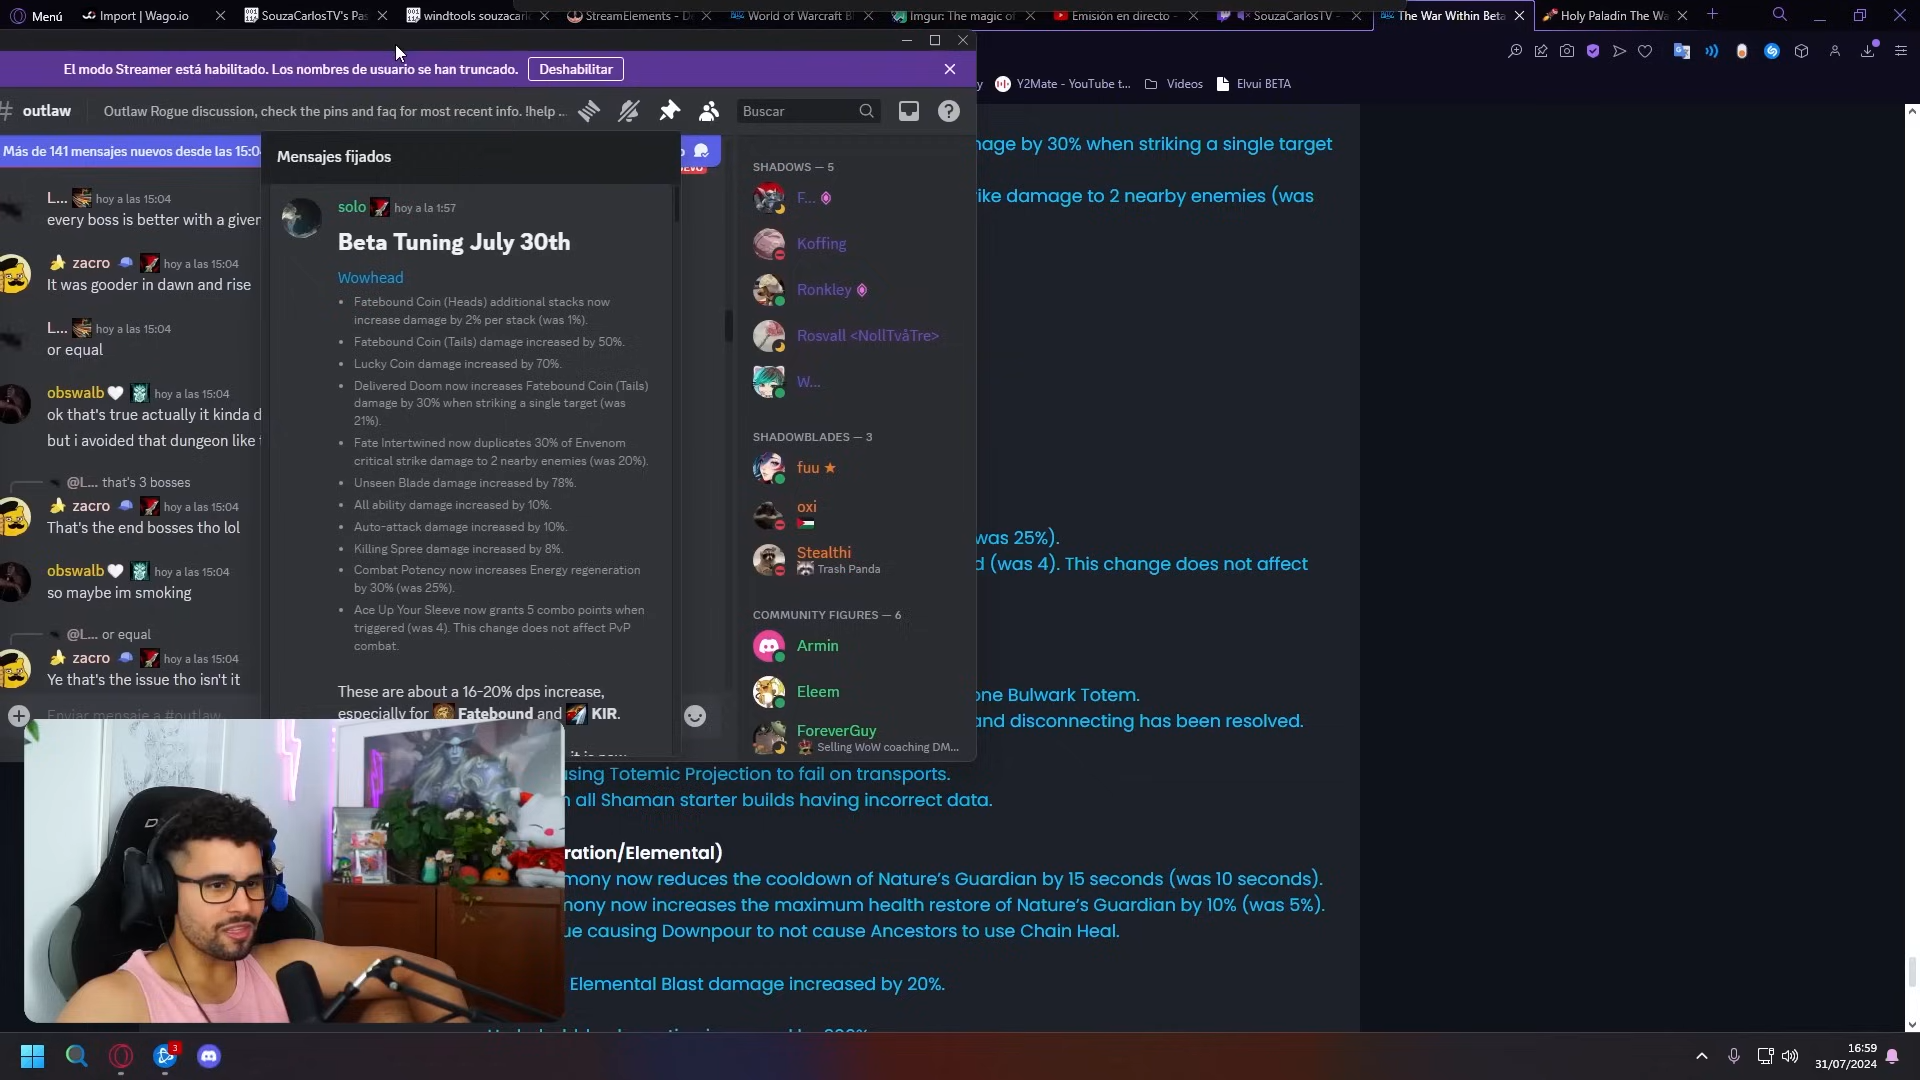 Menú
Import | Wago.io
SouzaCarlosTV's Pas
windtools souzacarl
StreamElements - D
World of Warcraft B
Imgur: The magic of
Emisión en directo -
SouzaCarlosTV -
The War Within Beta
Holy Paladin The Wa
Y2Mate - YouTube t...
Videos
Elvui BETA
El modo Streamer está habilitado. Los nombres de usuario se han truncado.
Deshabilitar
# outlaw
Outlaw Rogue discussion, check the pins and faq for most recent info. !help ...
Buscar
Más de 141 mensajes nuevos desde las 15:0
L... hoy a las 15:04
every boss is better with a given
zacro hoy a las 15:04
It was gooder in dawn and rise
L... hoy a las 15:04
or equal
obswalb hoy a las 15:04
ok that's true actually it kinda d
but i avoided that dungeon like
@L... that's 3 bosses
zacro hoy a las 15:04
That's the end bosses tho lol
obswalb hoy a las 15:04
so maybe im smoking
@L... or equal
zacro hoy a las 15:04
Ye that's the issue tho isn't it
Enviar mensaje a #outlaw
Mensajes fijados
solo hoy a la 1:57
Beta Tuning July 30th
Wowhead
• Fatebound Coin (Heads) additional stacks now
increase damage by 2% per stack (was 1%).
• Fatebound Coin (Tails) damage increased by 50%.
• Lucky Coin damage increased by 70%.
• Delivered Doom now increases Fatebound Coin (Tails)
damage by 30% when striking a single target (was
21%).
• Fate Intertwined now duplicates 30% of Envenom
critical strike damage to 2 nearby enemies (was 20%).
• Unseen Blade damage increased by 78%.
• All ability damage increased by 10%.
• Auto-attack damage increased by 10%.
• Killing Spree damage increased by 8%.
• Combat Potency now increases Energy regeneration
by 30% (was 25%).
• Ace Up Your Sleeve now grants 5 combo points when
triggered (was 4). This change does not affect PvP
combat.
These are about a 16-20% dps increase,
especially for Fatebound and KIR.
it is now
SHADOWS — 5
F...
Koffing
Ronkley
Rosvall <NollTvåTre>
W...
SHADOWBLADES — 3
fuu ★
oxi
Stealthi
Trash Panda
COMMUNITY FIGURES — 6
Armin
Eleem
ForeverGuy
Selling WoW coaching DM...
age by 30% when striking a single target
ike damage to 2 nearby enemies (was
was 25%).
d (was 4). This change does not affect
one Bulwark Totem.
and disconnecting has been resolved.
using Totemic Projection to fail on transports.
all Shaman starter builds having incorrect data.
ration/Elemental)
mony now reduces the cooldown of Nature's Guardian by 15 seconds (was 10 seconds).
mony now increases the maximum health restore of Nature's Guardian by 10% (was 5%).
ue causing Downpour to not cause Ancestors to use Chain Heal.
Elemental Blast damage increased by 20%.
3
16:59
31/07/2024